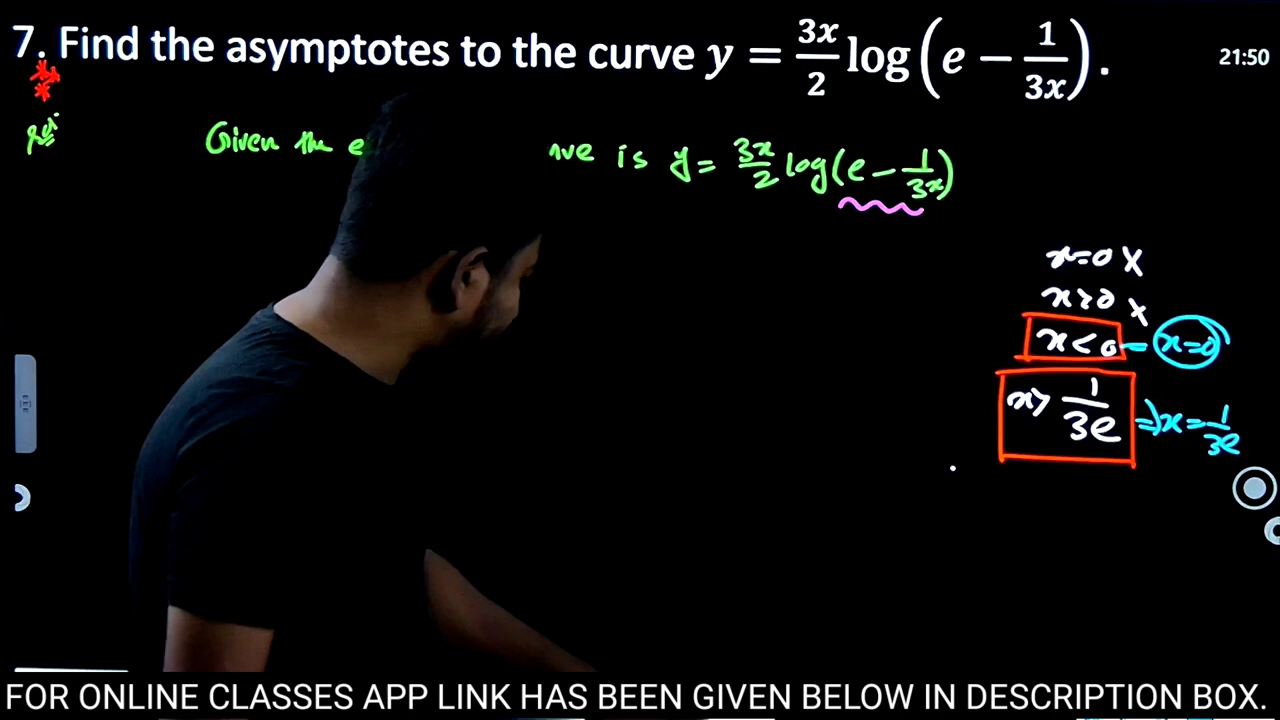 7. Find the asymptotes to the curve y = 3x/2 log(e − 1/3x).
21:50
Given the e nve is y = 3x/2 log(e − 1/3x)
x=0 X
x>0 x
x<0 – x=0
x> 1/3e ⇒ x = 1/3e
FOR ONLINE CLASSES APP LINK HAS BEEN GIVEN BELOW IN DESCRIPTION BOX.